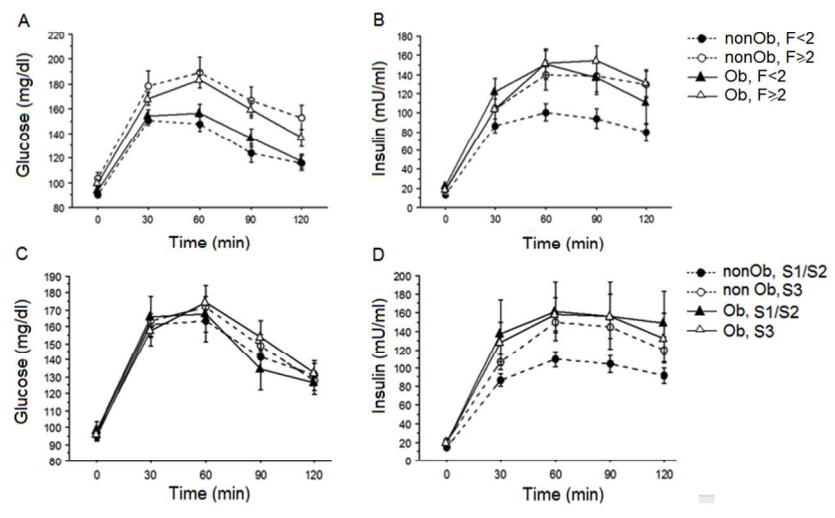 A
Glucose (mg/dl)
220
200
180
160
140
120
100
80
0 30 60 90 120
Time (min)
B
Insulin (mU/ml)
180
160
140
120
100
80
60
40
20
0
0 30 60 90 120
Time (min)
nonOb, F<2
nonOb, F≥2
Ob, F<2
Ob, F≥2
C
Glucose (mg/dl)
190
180
170
160
150
140
130
120
110
100
90
80
0 30 60 90 120
Time (min)
D
Insulin (mU/ml)
200
180
160
140
120
100
80
60
40
20
0
0 30 60 90 120
Time (min)
nonOb, S1/S2
non Ob, S3
Ob, S1/S2
Ob, S3